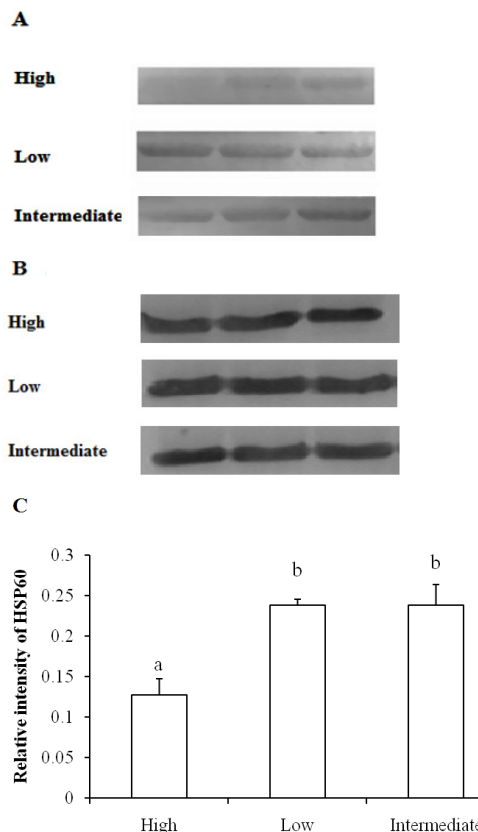 A
High
Low
Intermediate
B
High
Low
Intermediate
C
Relative intensity of HSP60
0.3
0.25
0.2
0.15
0.1
0.05
0
a
b
b
High
Low
Intermediate